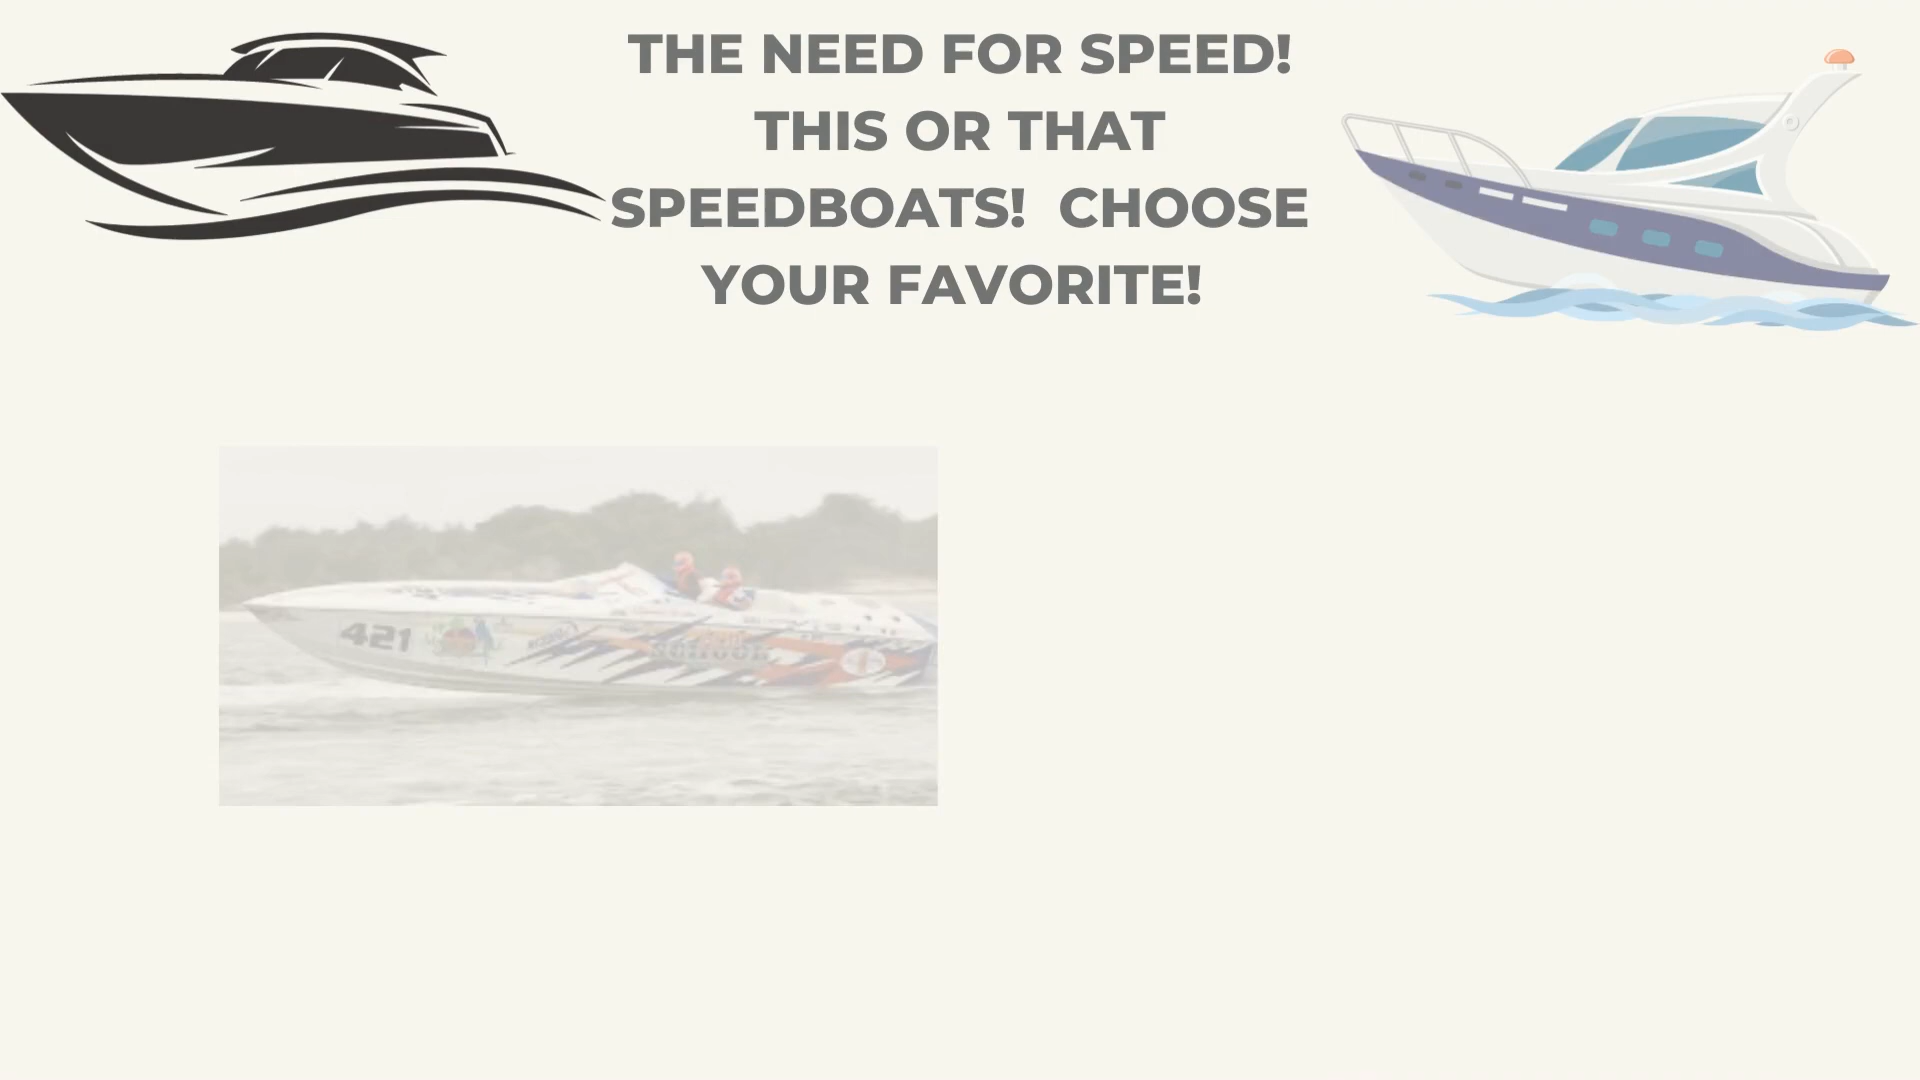 THE NEED FOR SPEED!
THIS OR THAT
SPEEDBOATS!  CHOOSE
YOUR FAVORITE!
421